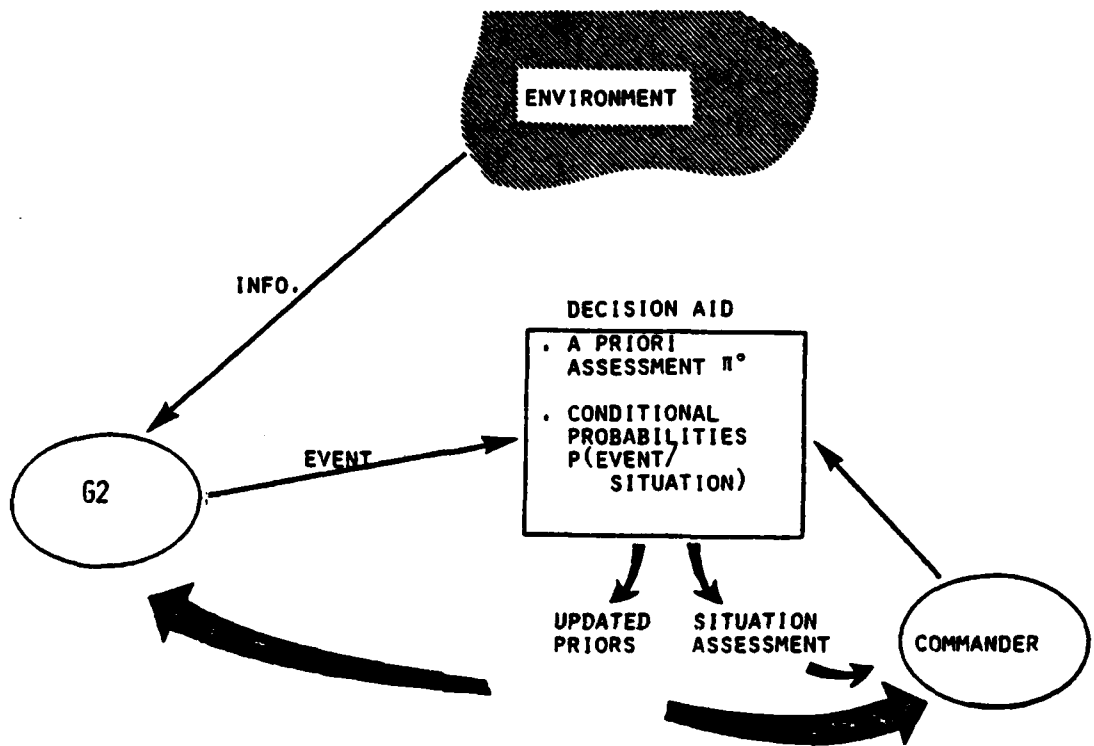 ENVIRONMENT
INFO.
DECISION AID
. A PRIORI
ASSESSMENT π°
. CONDITIONAL
PROBABILITIES
P(EVENT/
SITUATION)
EVENT
G2
UPDATED
PRIORS
SITUATION
ASSESSMENT
COMMANDER